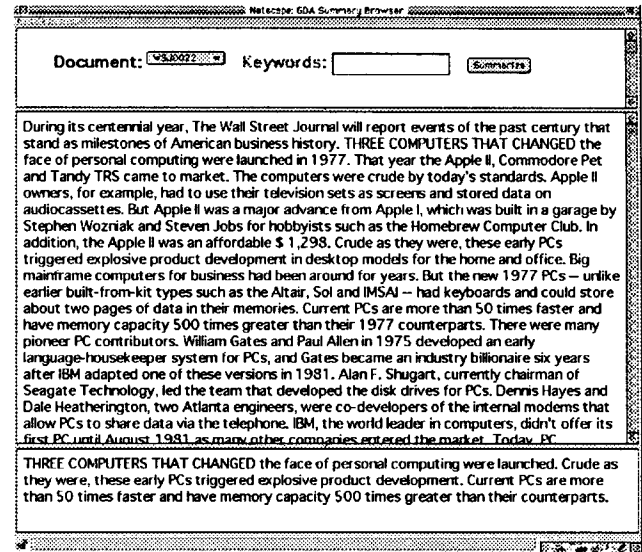 Netscape: GDA Summary Browser
Document: WSJ0022 Keywords: Summarize
During its centennial year, The Wall Street Journal will report events of the past century that
stand as milestones of American business history. THREE COMPUTERS THAT CHANGED the
face of personal computing were launched in 1977. That year the Apple II, Commodore Pet
and Tandy TRS came to market. The computers were crude by today's standards. Apple II
owners, for example, had to use their television sets as screens and stored data on
audiocassettes. But Apple II was a major advance from Apple I, which was built in a garage by
Stephen Wozniak and Steven Jobs for hobbyists such as the Homebrew Computer Club. In
addition, the Apple II was an affordable $ 1,298. Crude as they were, these early PCs
triggered explosive product development in desktop models for the home and office. Big
mainframe computers for business had been around for years. But the new 1977 PCs -- unlike
earlier built-from-kit types such as the Altair, Sol and IMSAI -- had keyboards and could store
about two pages of data in their memories. Current PCs are more than 50 times faster and
have memory capacity 500 times greater than their 1977 counterparts. There were many
pioneer PC contributors. William Gates and Paul Allen in 1975 developed an early
language-housekeeper system for PCs, and Gates became an industry billionaire six years
after IBM adapted one of these versions in 1981. Alan F. Shugart, currently chairman of
Seagate Technology, led the team that developed the disk drives for PCs. Dennis Hayes and
Dale Heatherington, two Atlanta engineers, were co-developers of the internal modems that
allow PCs to share data via the telephone. IBM, the world leader in computers, didn't offer its
first PC until August 1981 as many other companies entered the market. Today, PC
THREE COMPUTERS THAT CHANGED the face of personal computing were launched. Crude as
they were, these early PCs triggered explosive product development. Current PCs are more
than 50 times faster and have memory capacity 500 times greater than their counterparts.